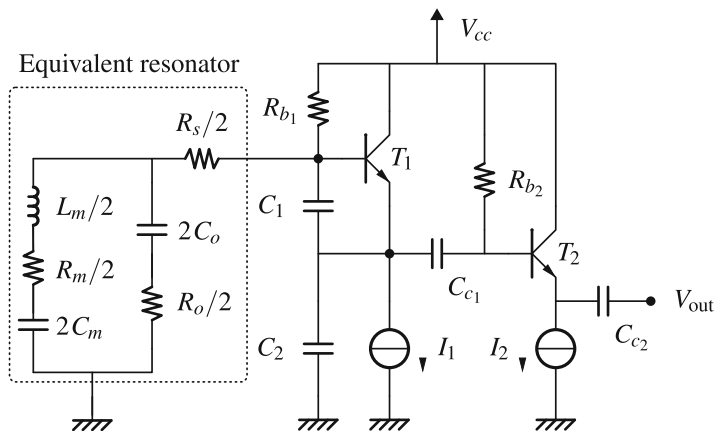 V_cc
Equivalent resonator
R_b1
R_s/2
T_1
L_m/2
C_1
R_b2
2C_o
R_m/2
T_2
C_c1
R_o/2
V_out
2C_m
C_2
I_1
I_2
C_c2